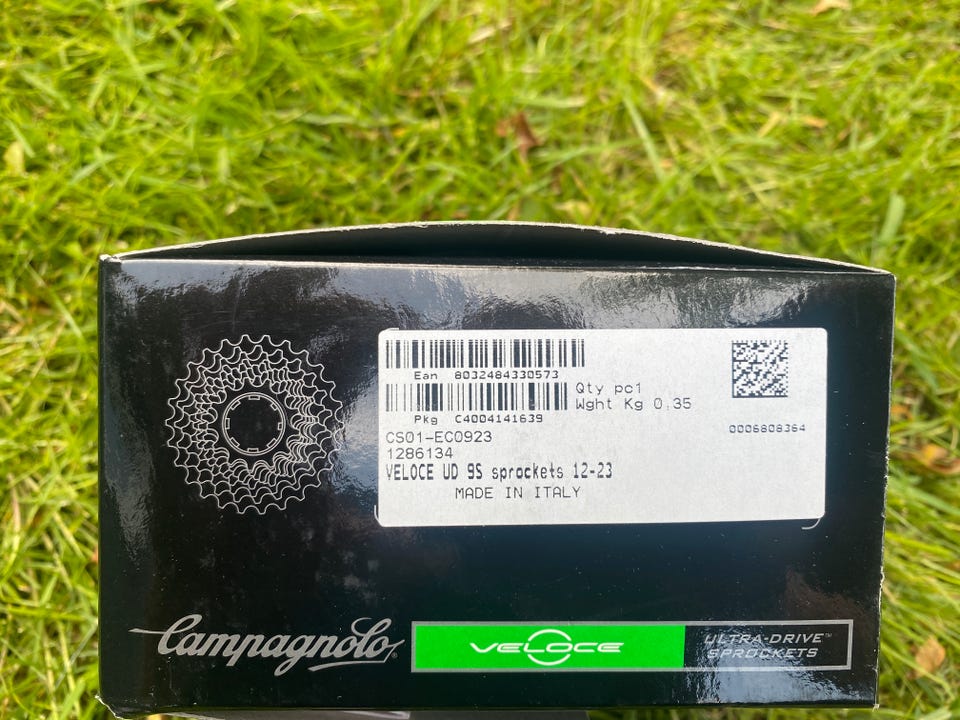 Ean 8032484330573
Pkg C4004141639
Qty pc1
Wght Kg 0.35
0006808364
CS01-EC0923
1286134
VELOCE UD 9S sprockets 12-23
MADE IN ITALY
Campagnolo®
VELOCE
ULTRA-DRIVE™
SPROCKETS